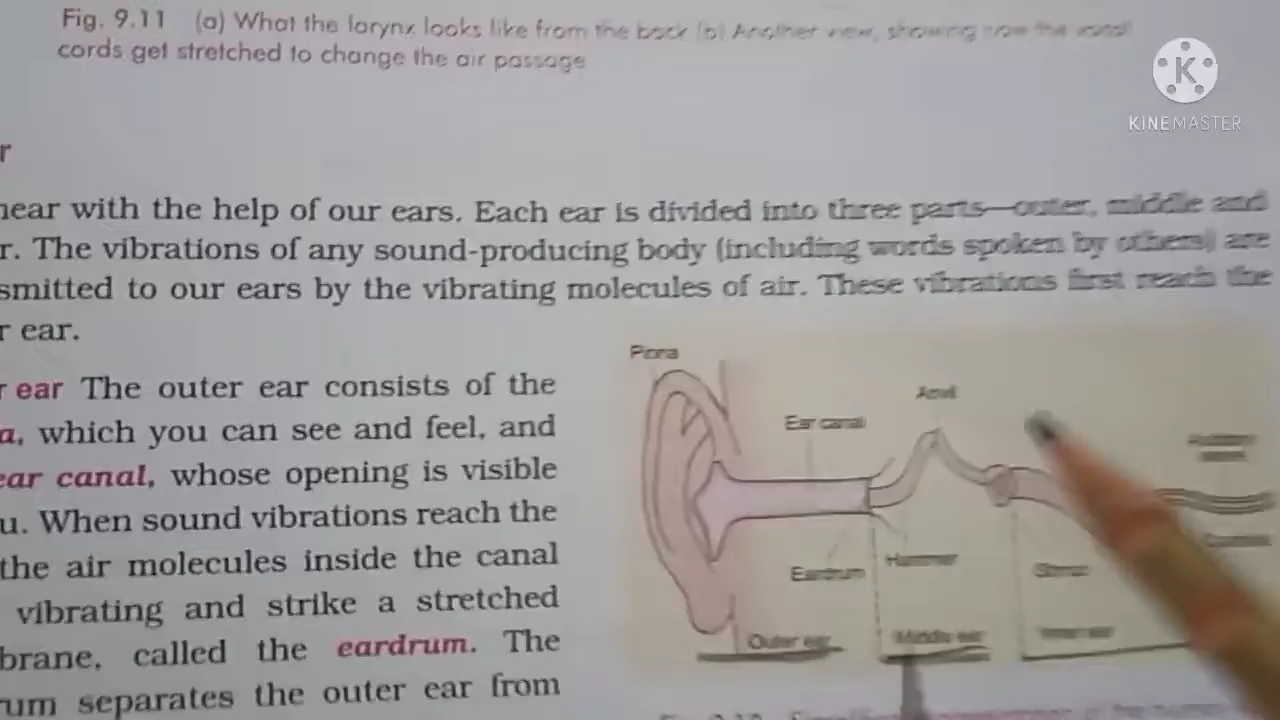 Fig. 9.11 (a) What the larynx looks like from the back (b) Another view, showing how the vocal
cords get stretched to change the air passage
KINEMASTER
r
hear with the help of our ears. Each ear is divided into three parts—outer, middle and
r. The vibrations of any sound-producing body (including words spoken by others) are
smitted to our ears by the vibrating molecules of air. These vibrations first reach the
r ear.
r ear The outer ear consists of the
a, which you can see and feel, and
ear canal, whose opening is visible
u. When sound vibrations reach the
the air molecules inside the canal
vibrating and strike a stretched
brane, called the eardrum. The
rum separates the outer ear from
Pinna
Anvil
Ear canal
Eardrum
Hammer
Stirrup
Outer ear
Middle ear
Inner ear